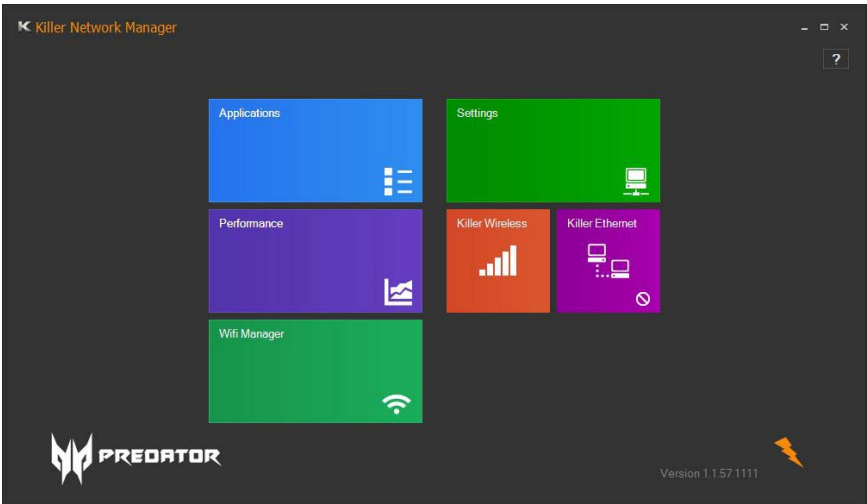 Killer Network Manager
?
Applications
Settings
Performance
Killer Wireless
Killer Ethernet
Wifi Manager
PREDATOR
Version 1.1.57.1111